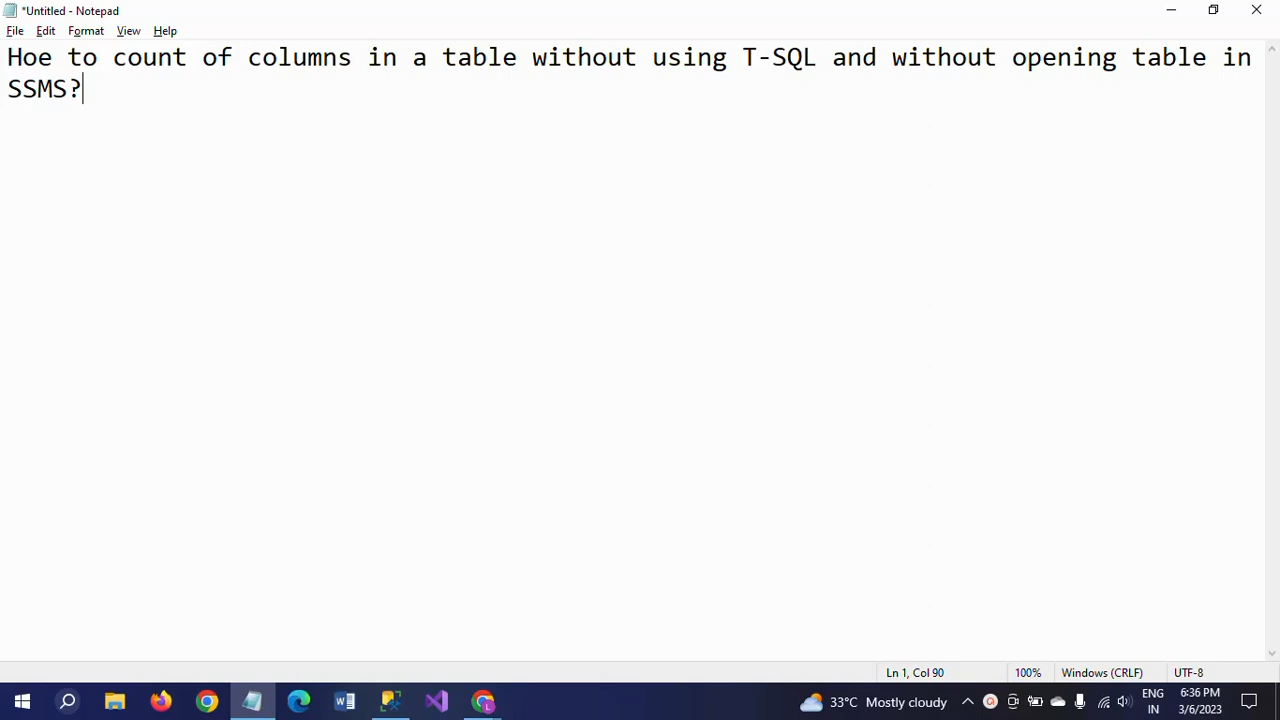 *Untitled - Notepad
File Edit Format View Help
Hoe to count of columns in a table without using T-SQL and without opening table in
SSMS?
Ln 1, Col 90 100% Windows (CRLF) UTF-8
33°C Mostly cloudy ENG 6:36 PM
IN 3/6/2023